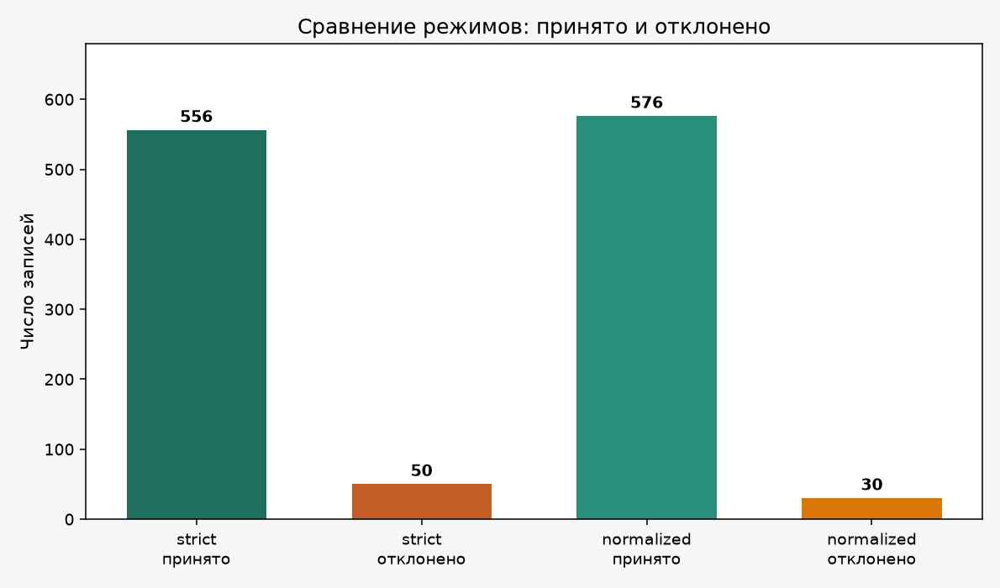 Сравнение режимов: принято и отклонено
Число записей
600
500
400
300
200
100
0
556
50
576
30
strict
принято
strict
отклонено
normalized
принято
normalized
отклонено